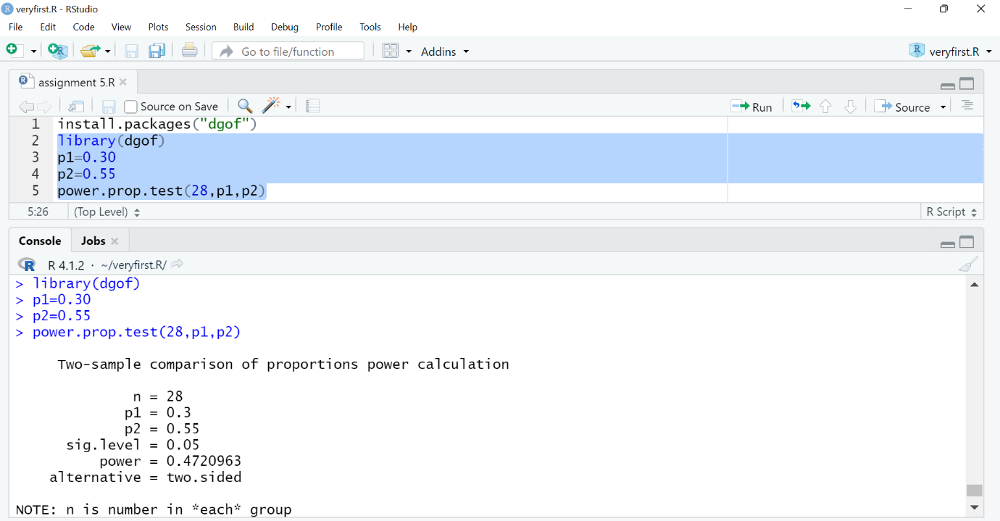 veryfirst.R - RStudio
File Edit Code View Plots Session Build Debug Profile Tools Help
Go to file/function Addins veryfirst.R
assignment 5.R
Source on Save Run Source
1 install.packages("dgof")
2 library(dgof)
3 p1=0.30
4 p2=0.55
5 power.prop.test(28,p1,p2)
5:26 (Top Level) R Script
Console Jobs
R 4.1.2 · ~/veryfirst.R/
> library(dgof)
> p1=0.30
> p2=0.55
> power.prop.test(28,p1,p2)
Two-sample comparison of proportions power calculation
n = 28
p1 = 0.3
p2 = 0.55
sig.level = 0.05
power = 0.4720963
alternative = two.sided
NOTE: n is number in *each* group